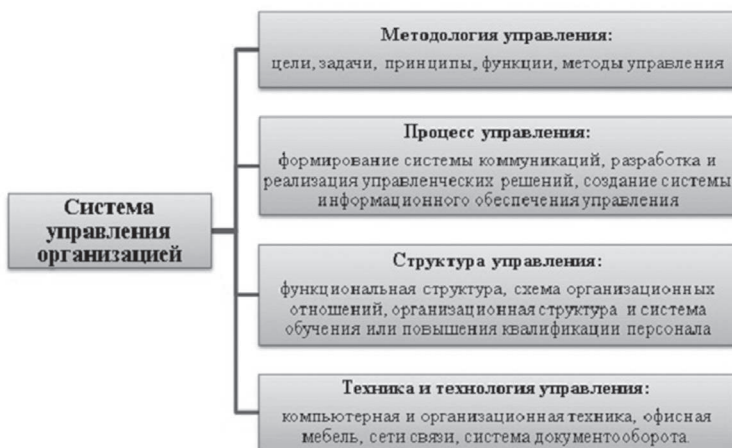 Система
управления
организацией
Методология управления:
цели, задачи, принципы, функции, методы управления
Процесс управления:
формирование системы коммуникаций, разработка и
реализация управленческих решений, создание системы
информационного обеспечения управления
Структура управления:
функциональная структура, схема организационных
отношений, организационная структура и система
обучения или повышения квалификации персонала
Техника и технология управления:
компьютерная и организационная техника, офисная
мебель, сети связи, система документооборота.